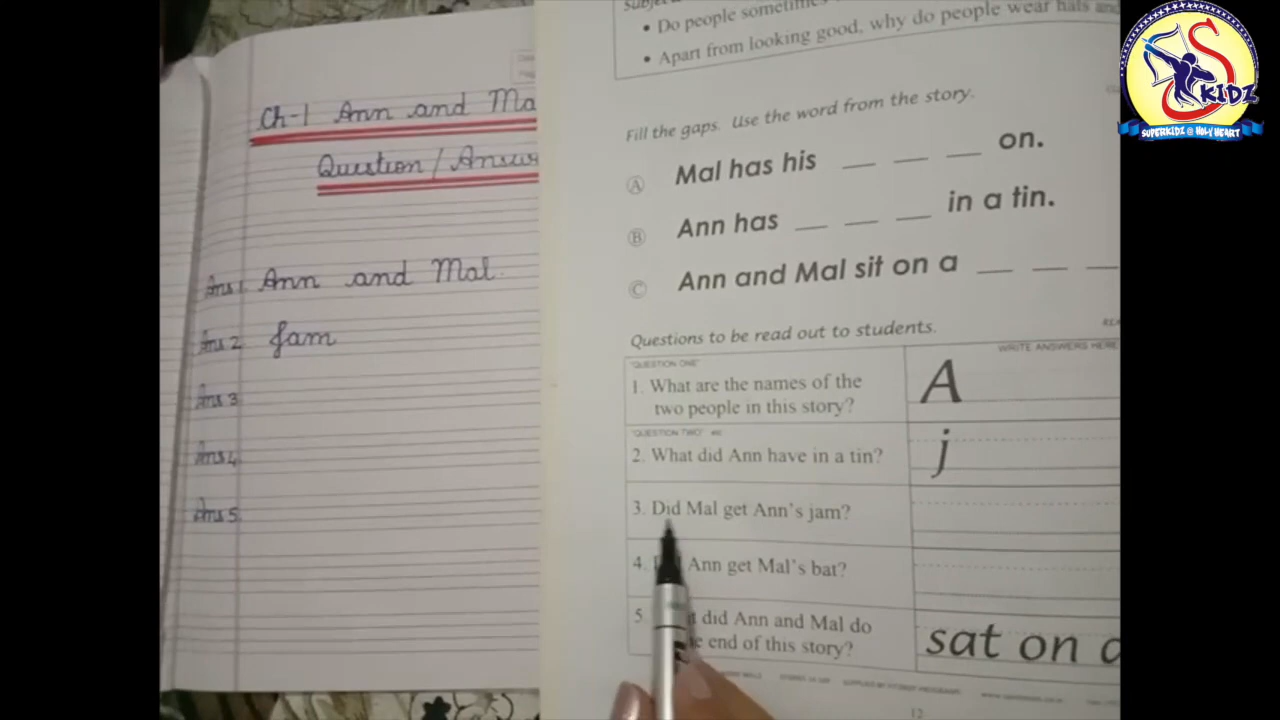 Ch-1 Ann and Ma
Question/Answ
Ans 1 Ann and Mal.
Ans 2 Jam
Ans 3
Ans 4
Ans 5
• Do people sometimes
• Apart from looking good, why do people wear hats and
Fill the gaps. Use the word from the story.
A Mal has his _ _ _ on.
B Ann has _ _ _ in a tin.
C Ann and Mal sit on a _ _ _
Questions to be read out to students.
WRITE ANSWERS HERE
"QUESTION ONE"
1. What are the names of the
two people in this story?
A
"QUESTION TWO" etc
2. What did Ann have in a tin?
j
3. Did Mal get Ann's jam?
4. Ann get Mal's bat?
5. did Ann and Mal do
end of this story?
sat on a
12
S
KIDZ
SUPERKIDZ @ HOLY HEART